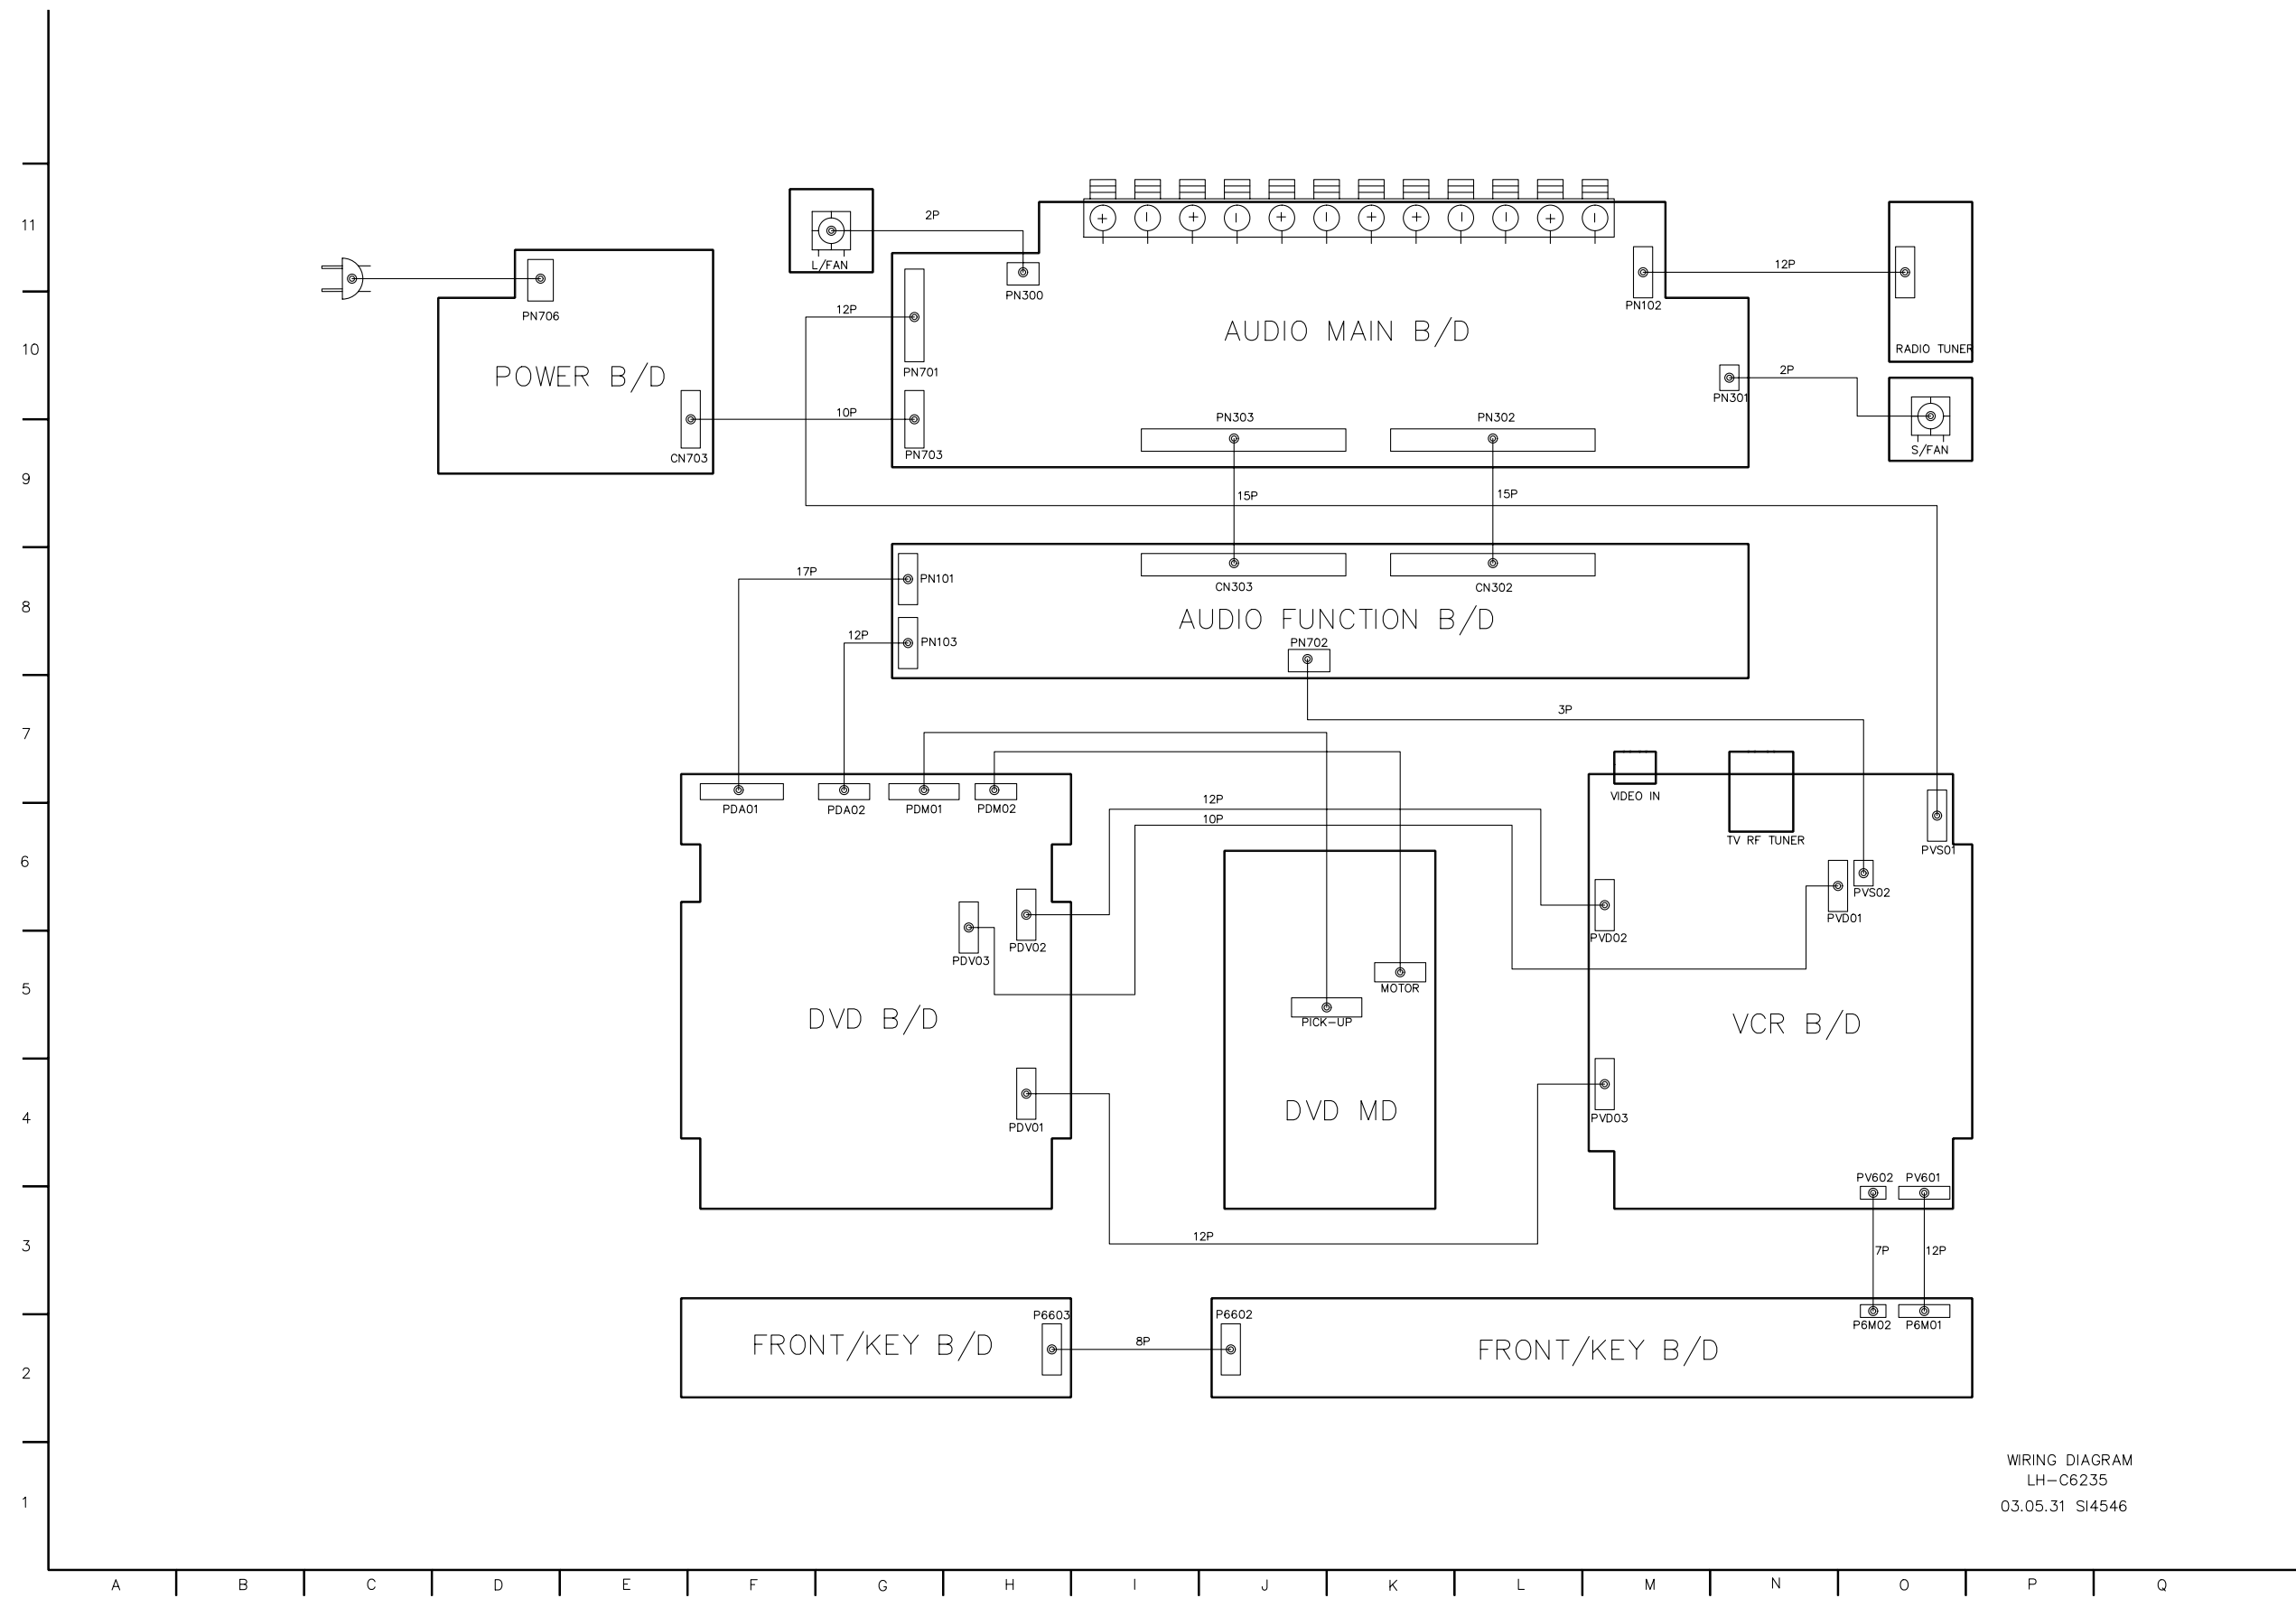 11
2P
L/FAN
PN300
12P
PN102
PN706
12P
10
AUDIO MAIN B/D
RADIO TUNER
POWER B/D
PN701
2P
PN301
10P
PN303
PN302
CN703
PN703
S/FAN
9
15P
15P
17P
PN101
CN303
CN302
8
AUDIO FUNCTION B/D
12P
PN103
PN702
7
3P
12P
VIDEO IN
PDA01
PDA02
PDM01
PDM02
10P
TV RF TUNER
PVS01
6
PVS02
PVD01
PVD02
PDV02
PDV03
5
MOTOR
PICK-UP
DVD B/D
VCR B/D
4
DVD MD
PVD03
PDV01
PV602
PV601
3
12P
7P
12P
P6603
P6602
P6M02
P6M01
8P
FRONT/KEY B/D
FRONT/KEY B/D
2
WIRING DIAGRAM
LH-C6235
1
03.05.31 SI4546
A B C D E F G H I J K L M N O P Q